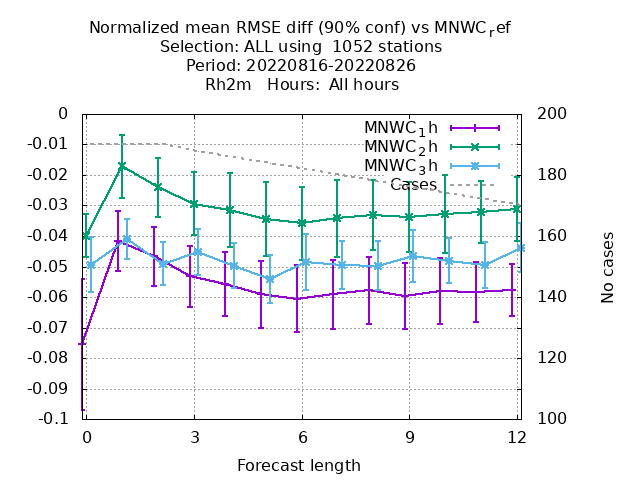 Normalized mean RMSE diff (90% conf) vs MNWC_ref
Selection: ALL using 1052 stations
Period: 20220816-20220826
Rh2m Hours: All hours
0
-0.01
-0.02
-0.03
-0.04
-0.05
-0.06
-0.07
-0.08
-0.09
-0.1
200
180
160
140
120
100
MNWC_1h
MNWC_2h
MNWC_3h
Cases
No cases
0 3 6 9 12
Forecast length